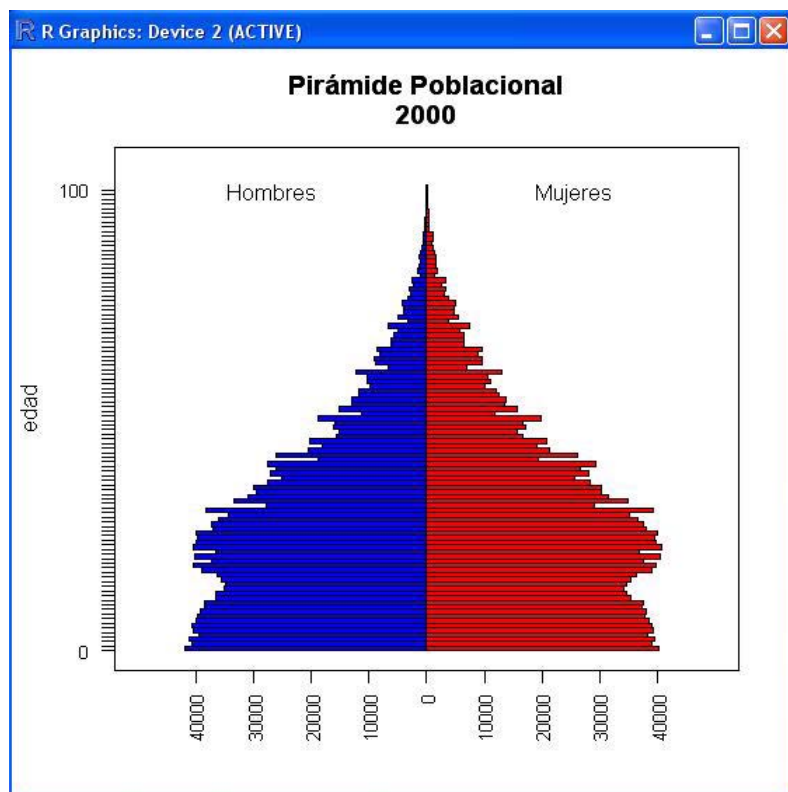 R Graphics: Device 2 (ACTIVE)
Pirámide Poblacional
2000
Hombres
Mujeres
100
edad
0
40000
30000
20000
10000
0
10000
20000
30000
40000